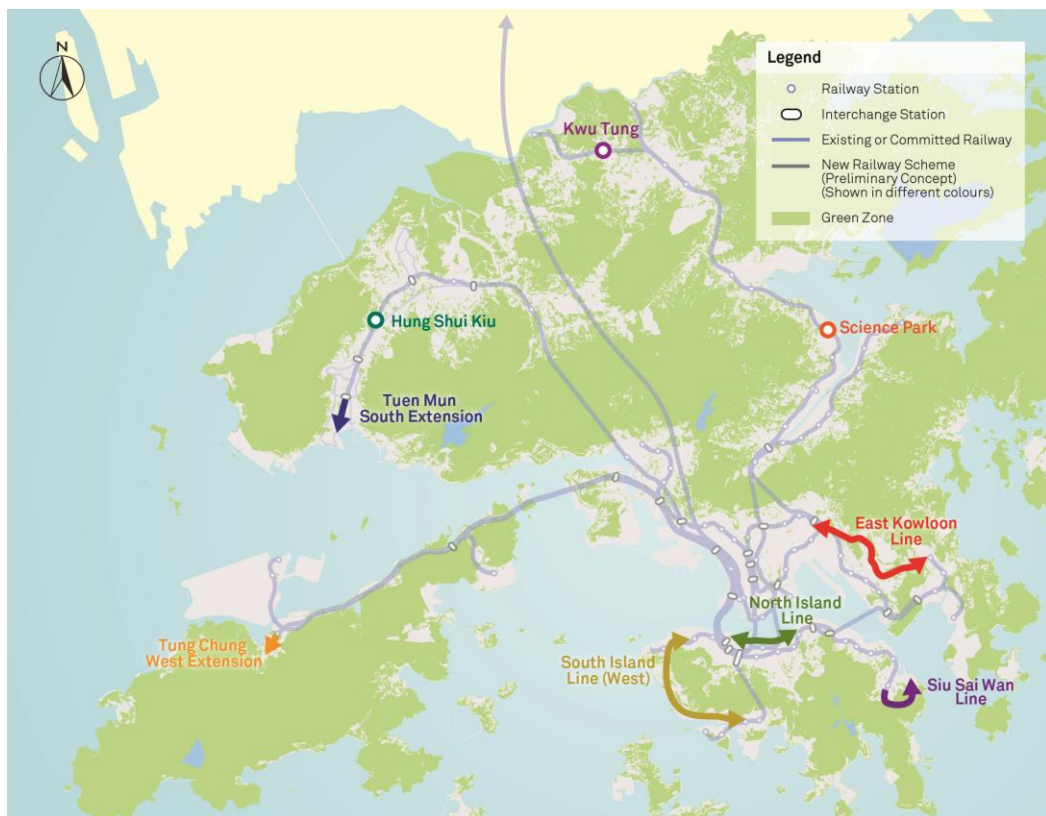 N
Legend
Railway Station
Interchange Station
Existing or Committed Railway
New Railway Scheme
(Preliminary Concept)
(Shown in different colours)
Green Zone
Kwu Tung
Hung Shui Kiu
Science Park
Tuen Mun
South Extension
East Kowloon
Line
North Island
Line
Tung Chung
West Extension
South Island
Line (West)
Siu Sai Wan
Line